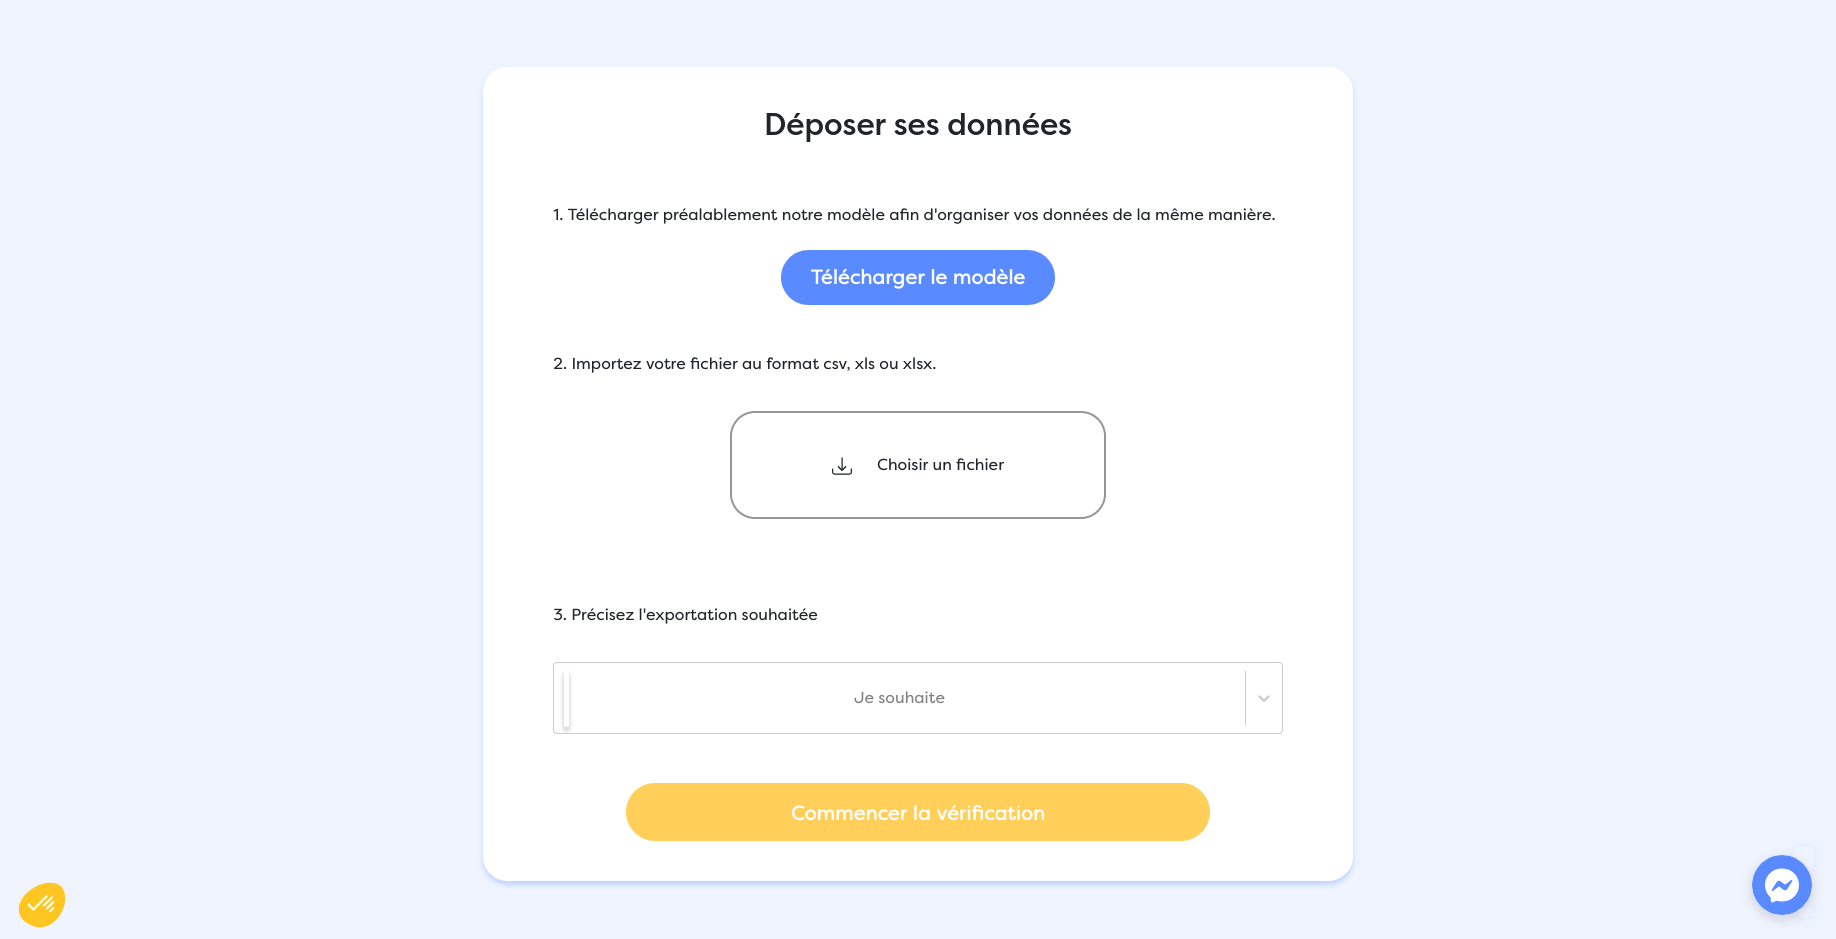 Déposer ses données
1. Télécharger préalablement notre modèle afin d'organiser vos données de la même manière.
Télécharger le modèle
2. Importez votre fichier au format csv, xls ou xlsx.
Choisir un fichier
3. Précisez l'exportation souhaitée
Je souhaite
Commencer la vérification